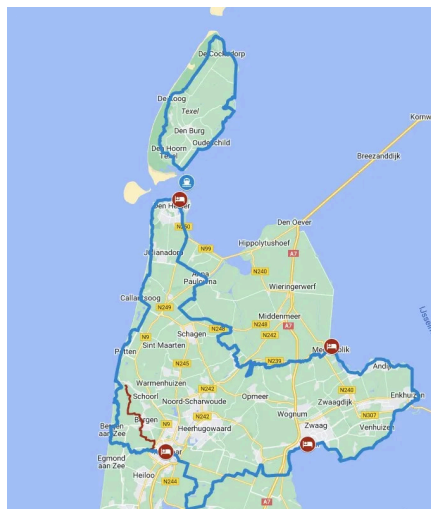 De Cocksdorp
De Koog
Texel
Den Burg
Oudeschild
Den Hoorn
Texel
Breezanddijk
Den Helder
N250
Den Oever
Julianadorp
N99
Hippolytushoef
A7
Anna
Paulowna
N240
Wieringerwerf
Callantsoog
N249
Middenmeer
N248
N248
A7
Schagen
N242
N9
Sint Maarten
Petten
N239
Medemblik
N245
Andijk
Warmenhuizen
N242
N240
Enkhuizen
Schoorl
Noord-Scharwoude
Opmeer
Zwaagdijk
N242
Wognum
N307
Bergen
N9
Heerhugowaard
Zwaag
Venhuizen
Bergen
aan Zee
Egmond
aan Zee
Heiloo
N244
A7